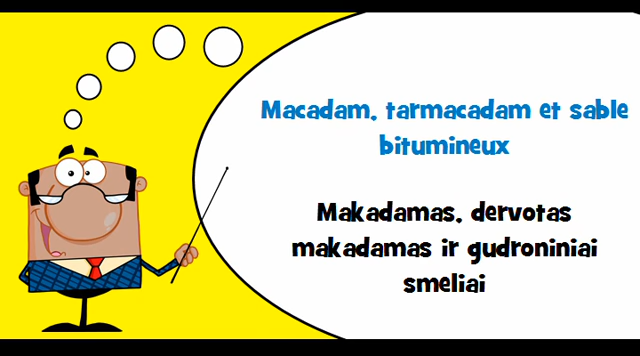 Macadam, tarmacadam et sable
bitumineux
Makadamas, dervotas
makadamas ir gudroniniai
smeliai